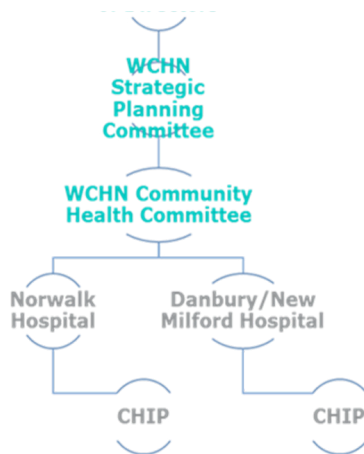 WCHN
Strategic
Planning
Committee
WCHN Community
Health Committee
Norwalk
Hospital
Danbury/New
Milford Hospital
CHIP
CHIP